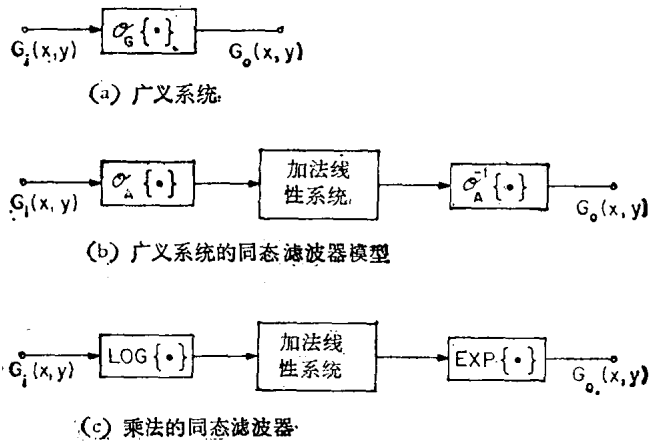 𝒪_G {•}
G_i(x,y) G_o(x,y)
(a) 广义系统
𝒪_A {•} 加法线性系统 𝒪_A^{-1} {•}
G_i(x,y) G_o(x,y)
(b) 广义系统的同态滤波器模型
LOG{•} 加法线性系统 EXP{•}
G_i(x,y) G_o(x,y)
(c) 乘法的同态滤波器